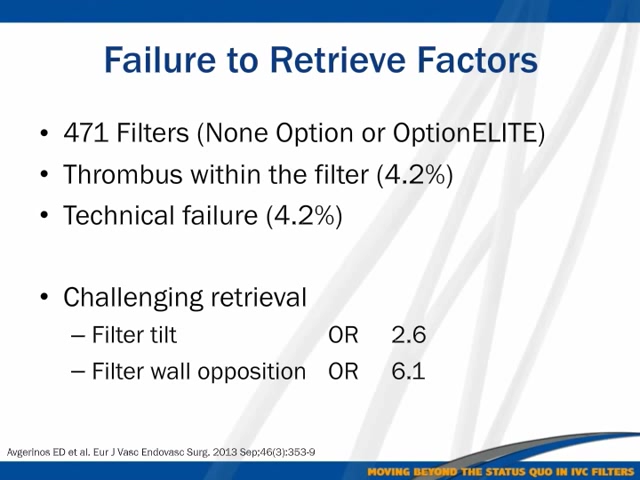 Failure to Retrieve Factors
• 471 Filters (None Option or OptionELITE)
• Thrombus within the filter (4.2%)
• Technical failure (4.2%)
• Challenging retrieval
– Filter tilt OR 2.6
– Filter wall opposition OR 6.1
Avgerinos ED et al. Eur J Vasc Endovasc Surg. 2013 Sep;46(3):353-9
MOVING BEYOND THE STATUS QUO IN IVC FILTERS